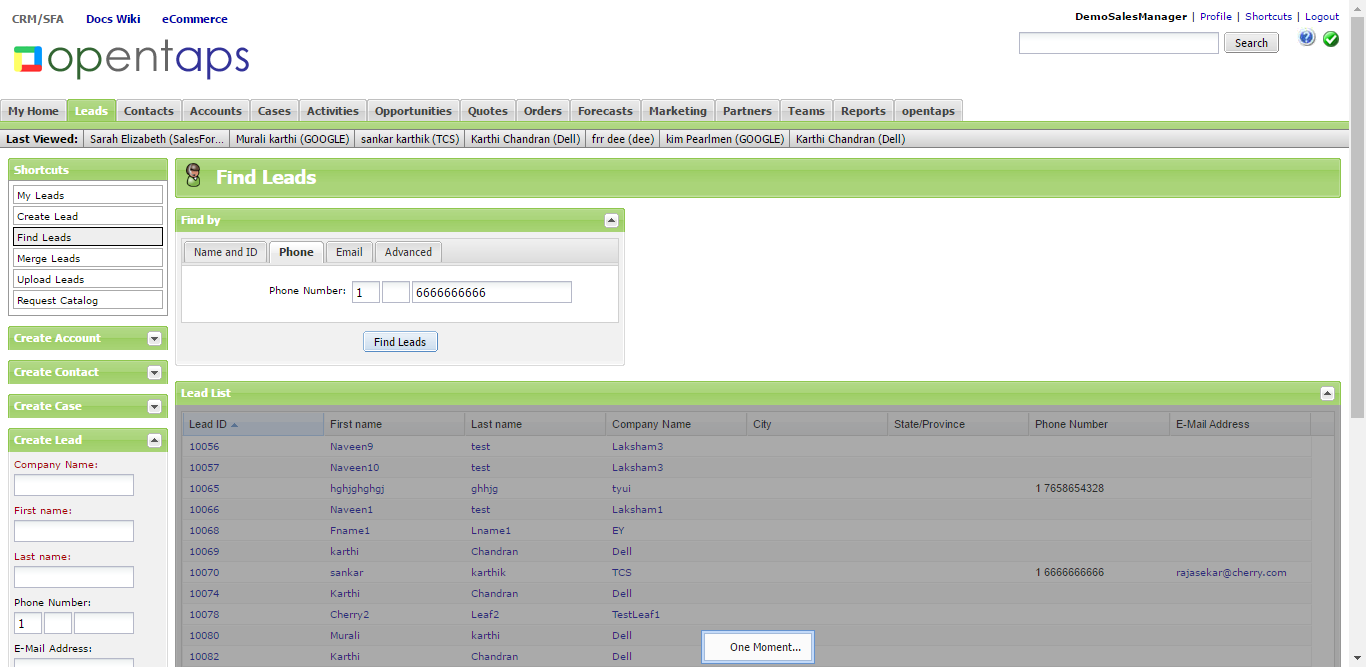 CRM/SFA Docs Wiki eCommerce
DemoSalesManager | Profile | Shortcuts | Logout
opentaps
Search
My Home Leads Contacts Accounts Cases Activities Opportunities Quotes Orders Forecasts Marketing Partners Teams Reports opentaps
Last Viewed: Sarah Elizabeth (SalesFor... Murali karthi (GOOGLE) sankar karthik (TCS) Karthi Chandran (Dell) frr dee (dee) kim Pearlmen (GOOGLE) Karthi Chandran (Dell)
Shortcuts
My Leads
Create Lead
Find Leads
Merge Leads
Upload Leads
Request Catalog
Create Account
Create Contact
Create Case
Create Lead
Company Name:
First name:
Last name:
Phone Number:
1
E-Mail Address:
Find Leads
Find by
Name and ID Phone Email Advanced
Phone Number: 1 6666666666
Find Leads
Lead List
Lead ID First name Last name Company Name City State/Province Phone Number E-Mail Address
10056 Naveen9 test Laksham3
10057 Naveen10 test Laksham3
10065 hghjghghgj ghhjg tyui 1 7658654328
10066 Naveen1 test Laksham1
10068 Fname1 Lname1 EY
10069 karthi Chandran Dell
10070 sankar karthik TCS 1 6666666666 rajasekar@cherry.com
10074 Karthi Chandran Dell
10078 Cherry2 Leaf2 TestLeaf1
10080 Murali karthi Dell
10082 Karthi Chandran Dell
One Moment...